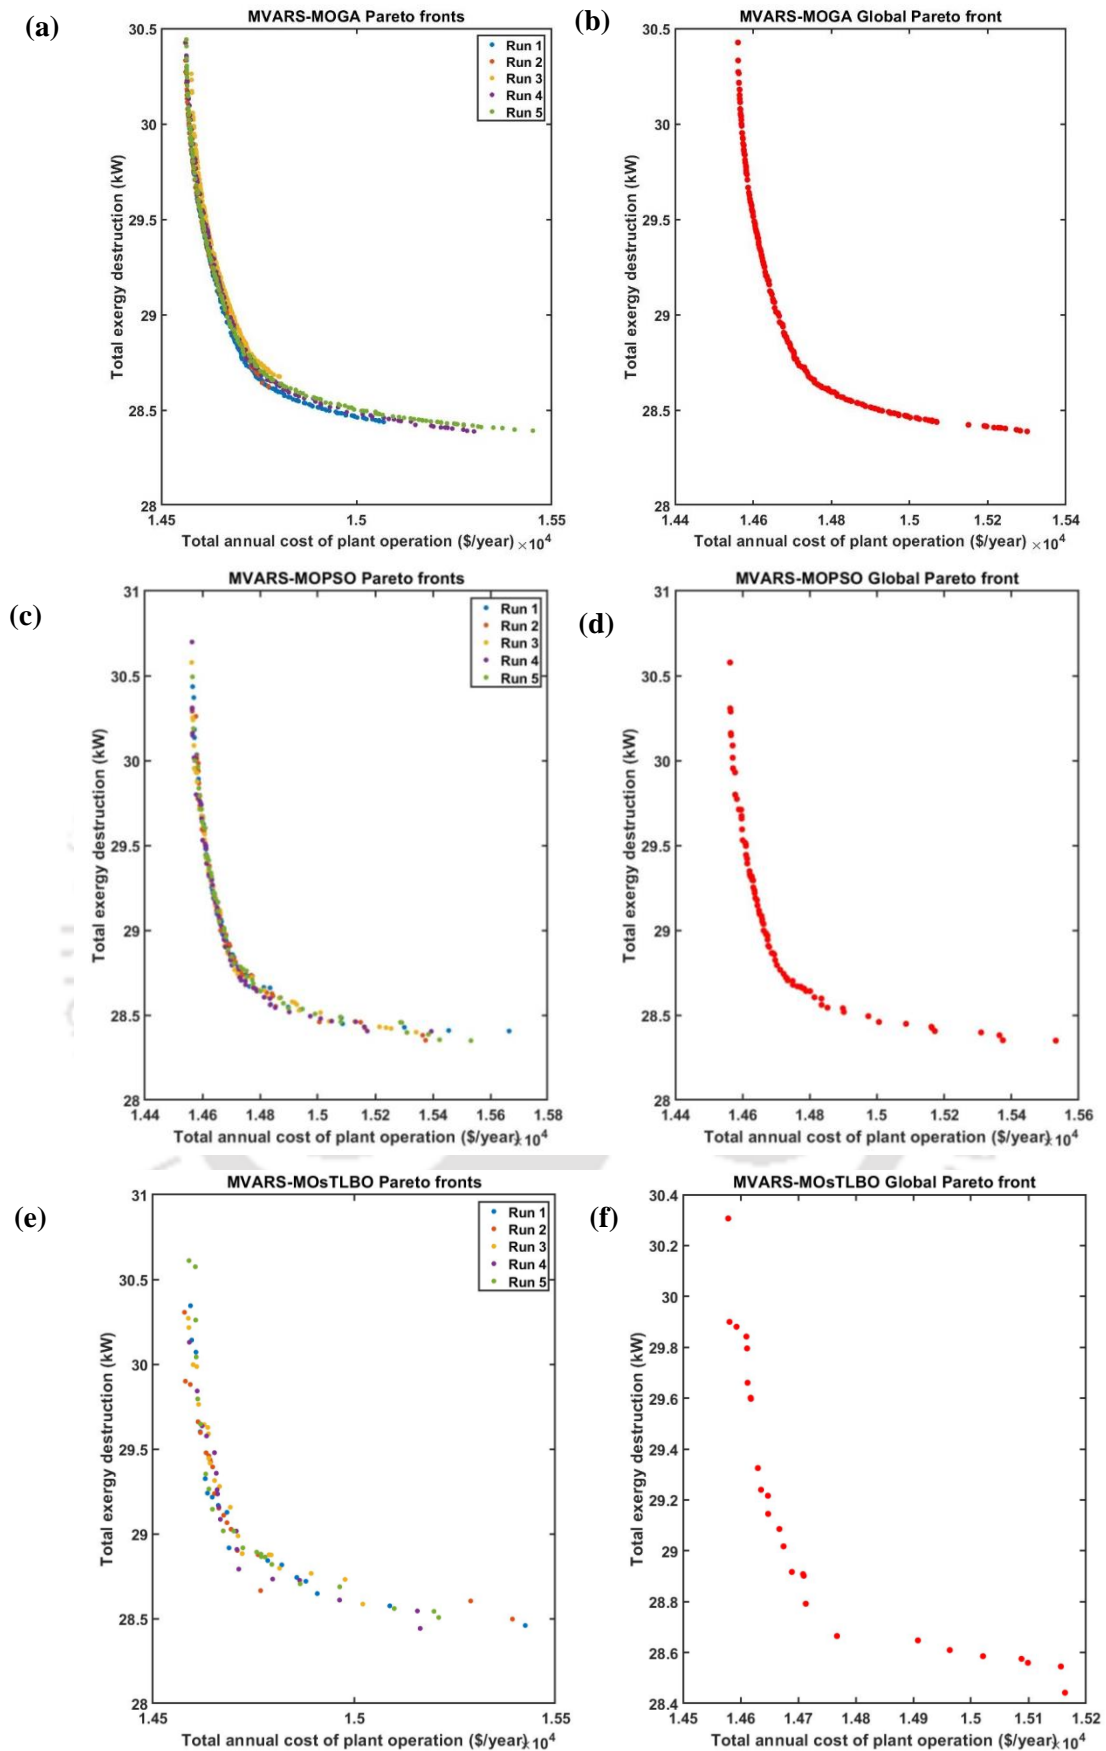 (a)
MVARS-MOGA Pareto fronts
30.5
30
29.5
29
28.5
28
Total exergy destruction (kW)
Run 1
Run 2
Run 3
Run 4
Run 5
1.45
1.5
1.55
Total annual cost of plant operation ($/year) ×10⁴
(b)
MVARS-MOGA Global Pareto front
30.5
30
29.5
29
28.5
28
Total exergy destruction (kW)
1.44
1.46
1.48
1.5
1.52
1.54
Total annual cost of plant operation ($/year) ×10⁴
(c)
MVARS-MOPSO Pareto fronts
31
30.5
30
29.5
29
28.5
28
Total exergy destruction (kW)
Run 1
Run 2
Run 3
Run 4
Run 5
1.44
1.46
1.48
1.5
1.52
1.54
1.56
1.58
Total annual cost of plant operation ($/year) ×10⁴
(d)
MVARS-MOPSO Global Pareto front
31
30.5
30
29.5
29
28.5
28
Total exergy destruction (kW)
1.44
1.46
1.48
1.5
1.52
1.54
1.56
Total annual cost of plant operation ($/year) ×10⁴
(e)
MVARS-MOsTLBO Pareto fronts
31
30.5
30
29.5
29
28.5
28
Total exergy destruction (kW)
Run 1
Run 2
Run 3
Run 4
Run 5
1.45
1.5
1.55
Total annual cost of plant operation ($/year) ×10⁴
(f)
MVARS-MOsTLBO Global Pareto front
30.4
30.2
30
29.8
29.6
29.4
29.2
29
28.8
28.6
28.4
Total exergy destruction (kW)
1.45
1.46
1.47
1.48
1.49
1.5
1.51
1.52
Total annual cost of plant operation ($/year) ×10⁴